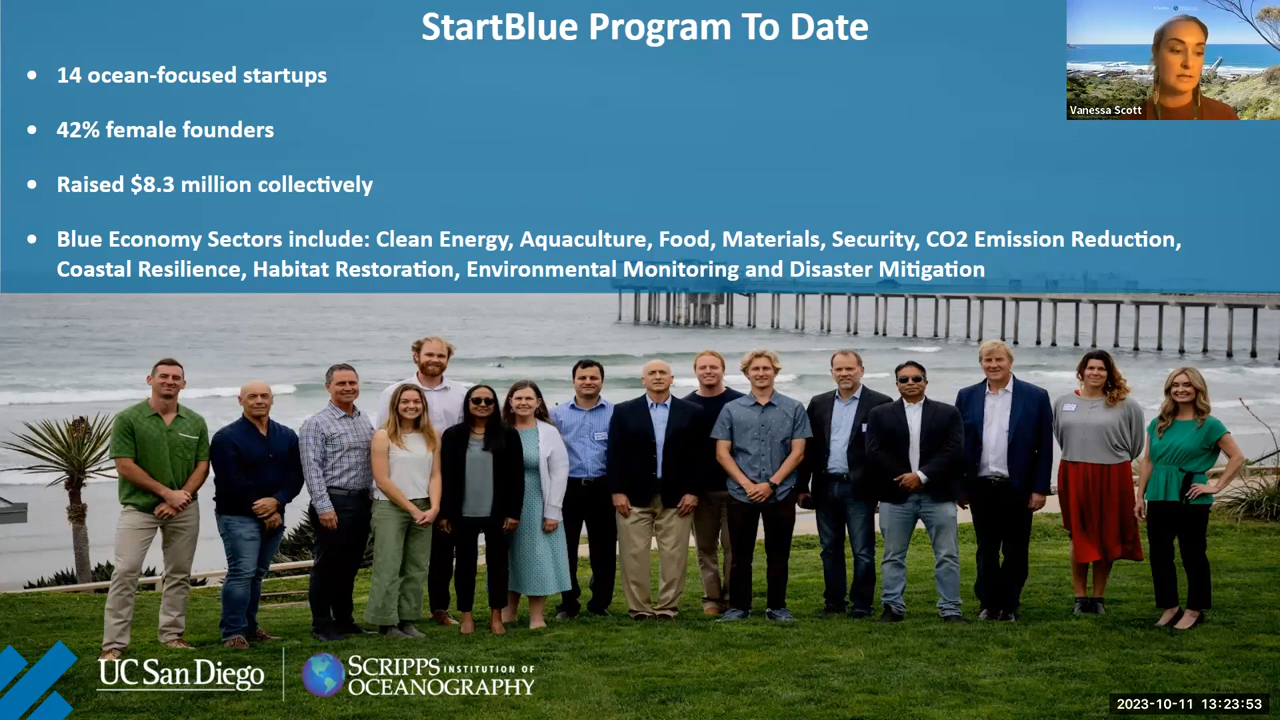 StartBlue Program To Date
• 14 ocean-focused startups
• 42% female founders
• Raised $8.3 million collectively
• Blue Economy Sectors include: Clean Energy, Aquaculture, Food, Materials, Security, CO2 Emission Reduction,
Coastal Resilience, Habitat Restoration, Environmental Monitoring and Disaster Mitigation
Vanessa Scott
UC San Diego
SCRIPPS INSTITUTION OF
OCEANOGRAPHY
2023-10-11 13:23:53